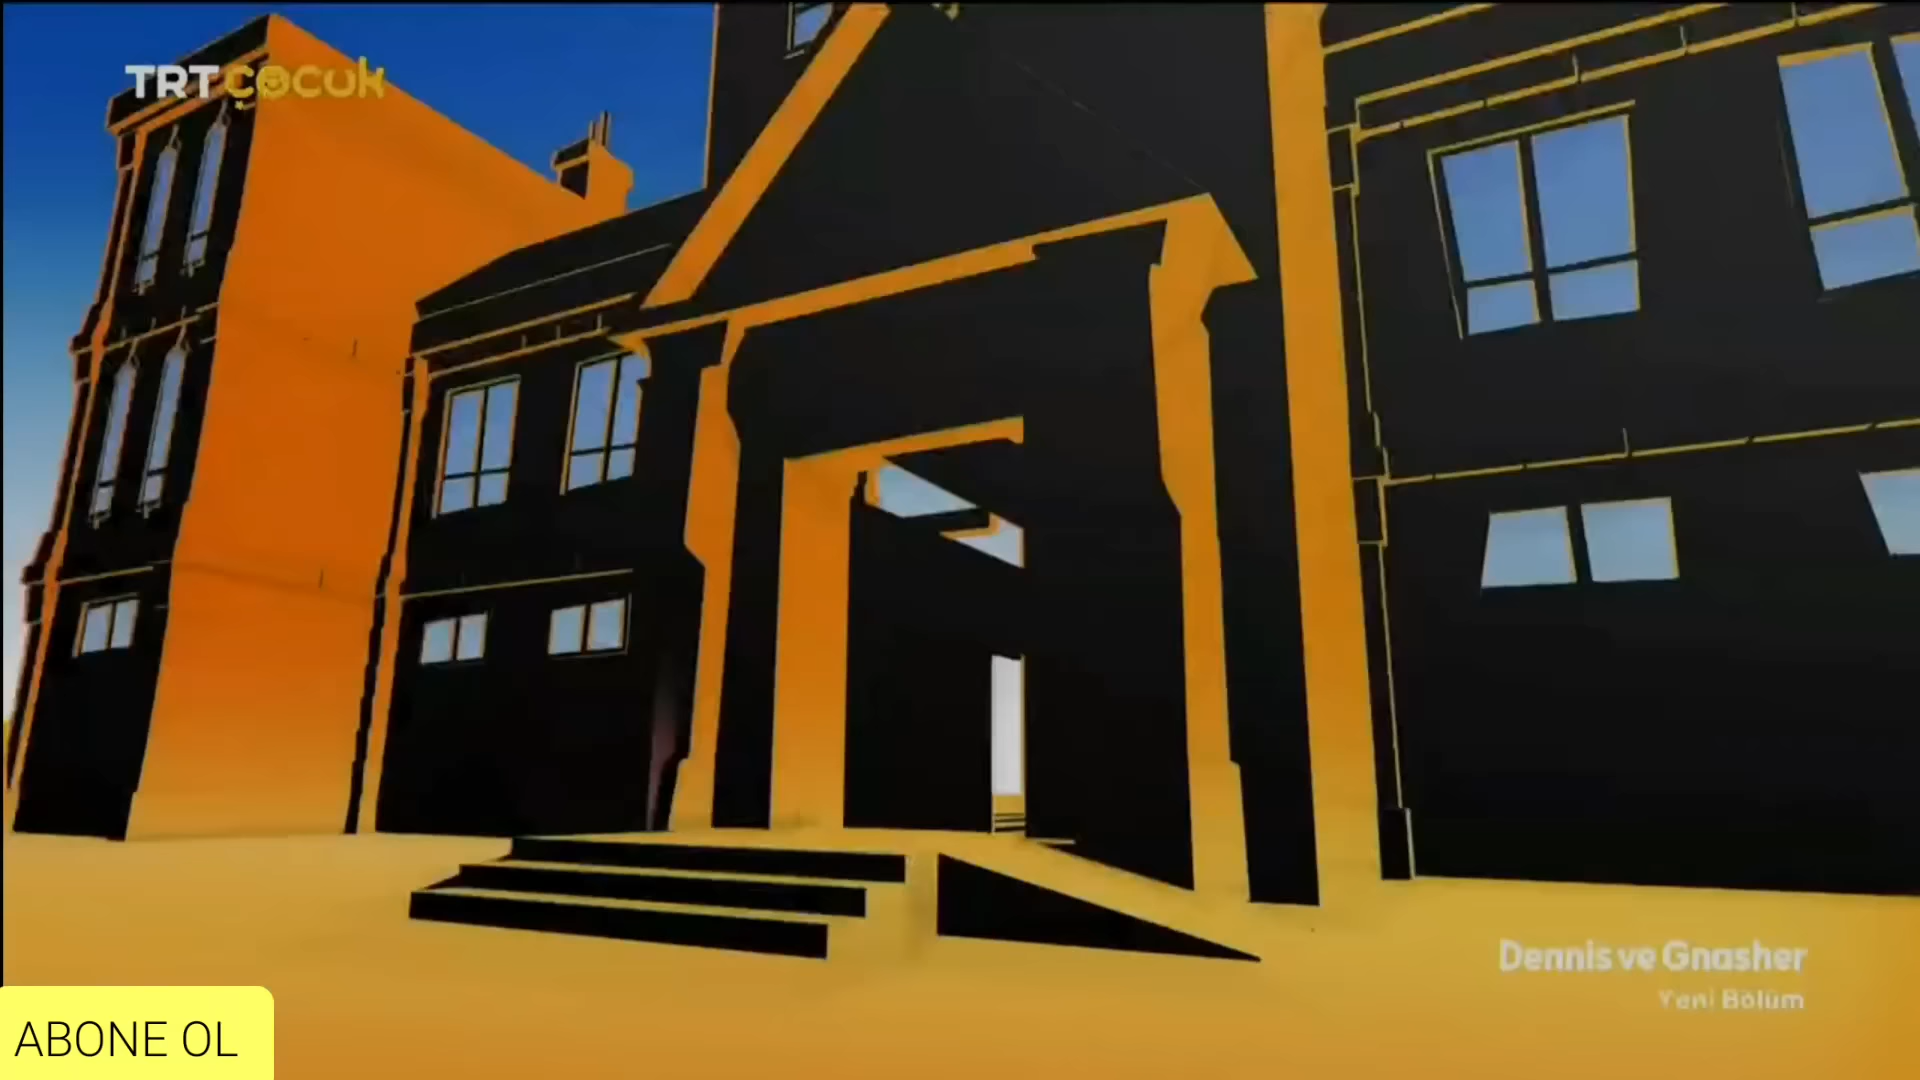 TRT çocuk
Dennis ve Gnasher
Yeni Bölüm
ABONE OL